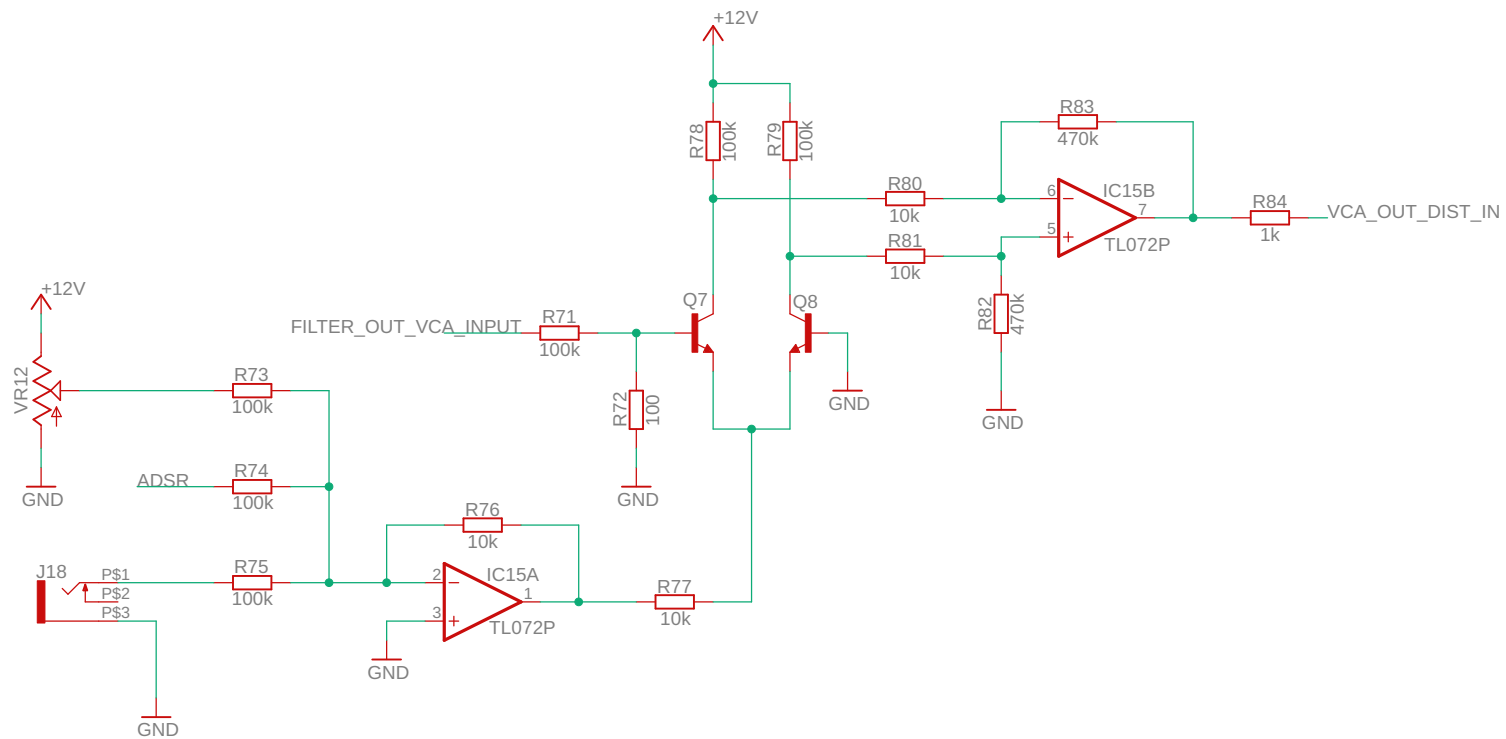 +12V
R78
100k
R79
100k
R83
470k
R80
10k
6
IC15B
7
R84
1k
VCA_OUT_DIST_IN
R81
10k
5
TL072P
+12V
VR12
Q7
Q8
R82
470k
FILTER_OUT_VCA_INPUT
R71
100k
R73
100k
R72
100
GND
GND
ADSR
R74
100k
GND
GND
R76
10k
J18
P$1
P$2
P$3
R75
100k
2
3
IC15A
1
TL072P
R77
10k
GND
GND